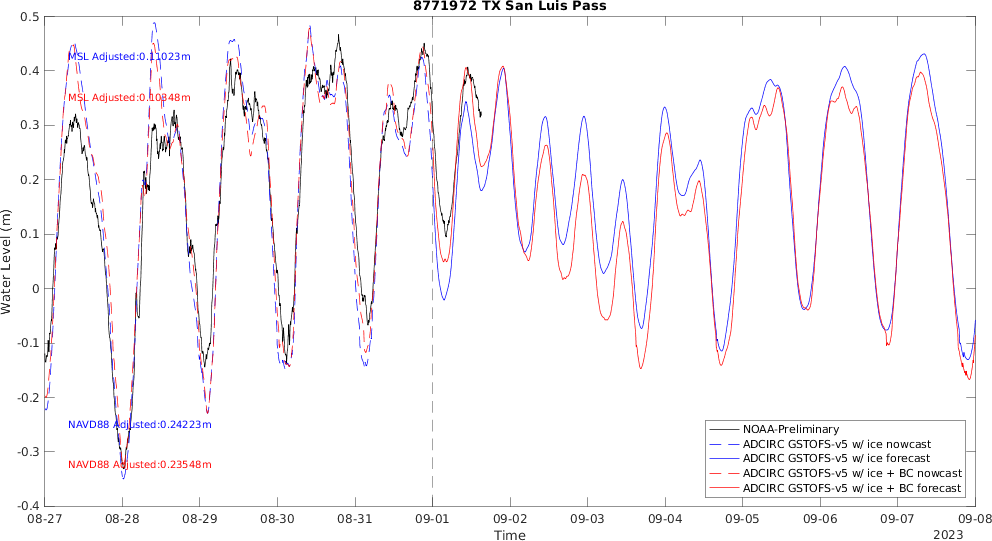 8771972 TX San Luis Pass
Water Level (m)
0.5
0.4
0.3
0.2
0.1
0
-0.1
-0.2
-0.3
-0.4
MSL Adjusted:0.11023m
MSL Adjusted:0.10348m
NAVD88 Adjusted:0.24223m
NAVD88 Adjusted:0.23548m
NOAA-Preliminary
ADCIRC GSTOFS-v5 w/ ice nowcast
ADCIRC GSTOFS-v5 w/ ice forecast
ADCIRC GSTOFS-v5 w/ ice + BC nowcast
ADCIRC GSTOFS-v5 w/ ice + BC forecast
08-27 08-28 08-29 08-30 08-31 09-01 09-02 09-03 09-04 09-05 09-06 09-07 09-08
Time
2023